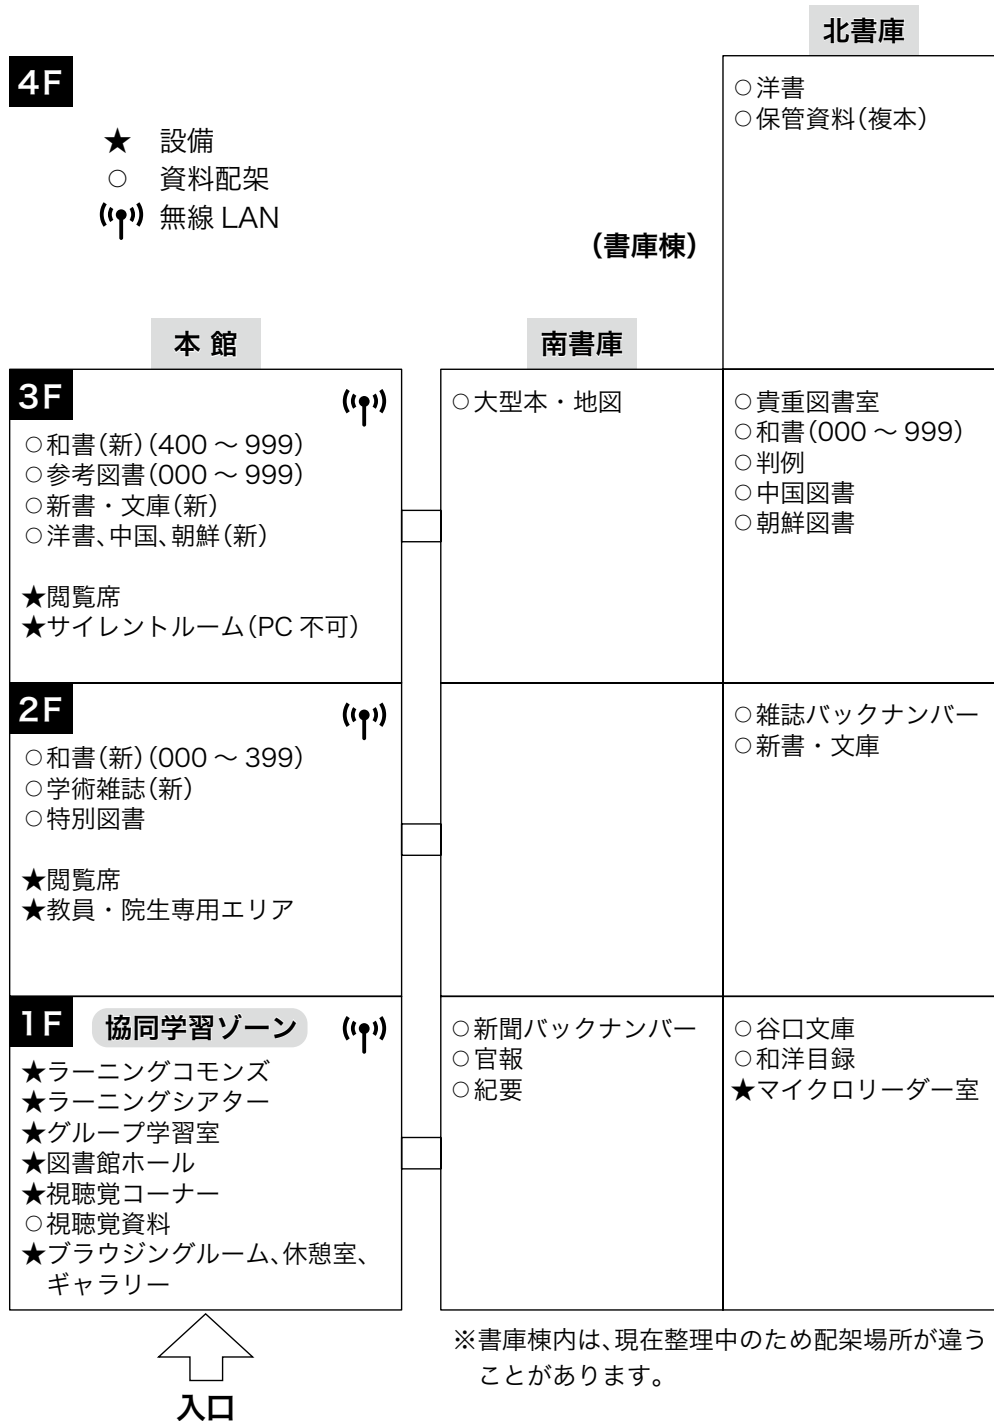 北書庫
4F
★ 設備
○ 資料配架
無線 LAN
(書庫棟)
○洋書
○保管資料(複本)
本 館
南書庫
3F
○和書(新)(400 ~ 999)
○参考図書(000 ~ 999)
○新書・文庫(新)
○洋書、中国、朝鮮(新)
★閲覧席
★サイレントルーム(PC 不可)
○大型本・地図
○貴重図書室
○和書(000 ~ 999)
○判例
○中国図書
○朝鮮図書
2F
○和書(新)(000 ~ 399)
○学術雑誌(新)
○特別図書
★閲覧席
★教員・院生専用エリア
○雑誌バックナンバー
○新書・文庫
1F 協同学習ゾーン
★ラーニングコモンズ
★ラーニングシアター
★グループ学習室
★図書館ホール
★視聴覚コーナー
○視聴覚資料
★ブラウジングルーム、休憩室、
ギャラリー
○新聞バックナンバー
○官報
○紀要
○谷口文庫
○和洋目録
★マイクロリーダー室
入口
※書庫棟内は、現在整理中のため配架場所が違う
ことがあります。